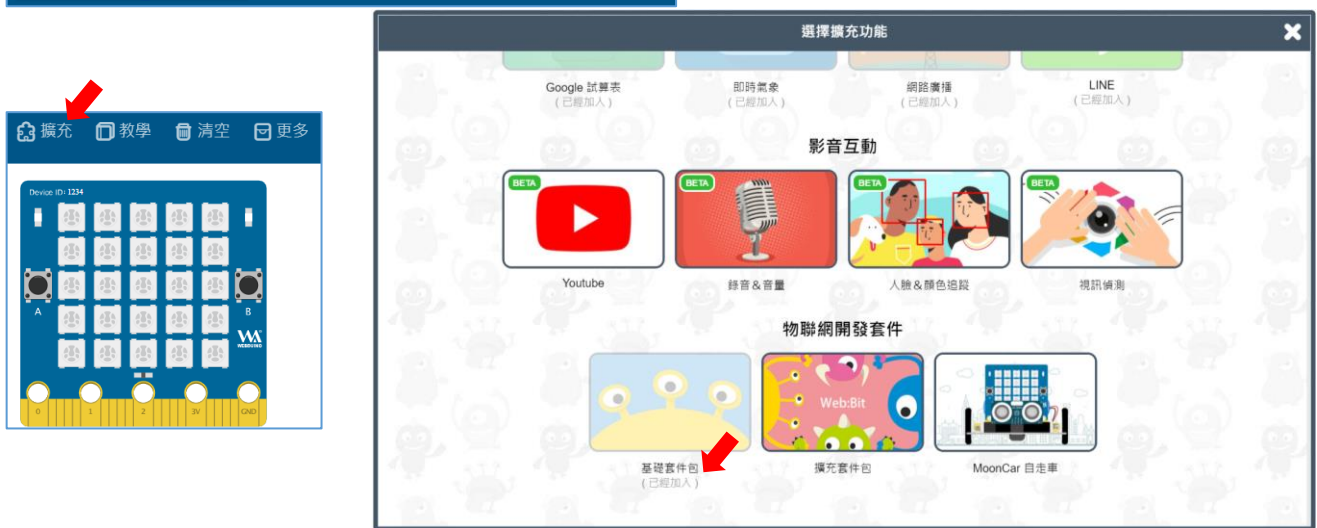 擴充
教學
清空
更多
Device ID: 1234
A
B
WEBDUINO
0
1
2
3V
GND
選擇擴充功能
Google 試算表
(已經加入)
即時氣象
(已經加入)
網路廣播
(已經加入)
LINE
(已經加入)
影音互動
BETA
BETA
BETA
BETA
Youtube
錄音&音量
人臉&顏色追蹤
視訊偵測
物聯網開發套件
Web:Bit
基礎套件包
(已經加入)
擴充套件包
MoonCar 自走車